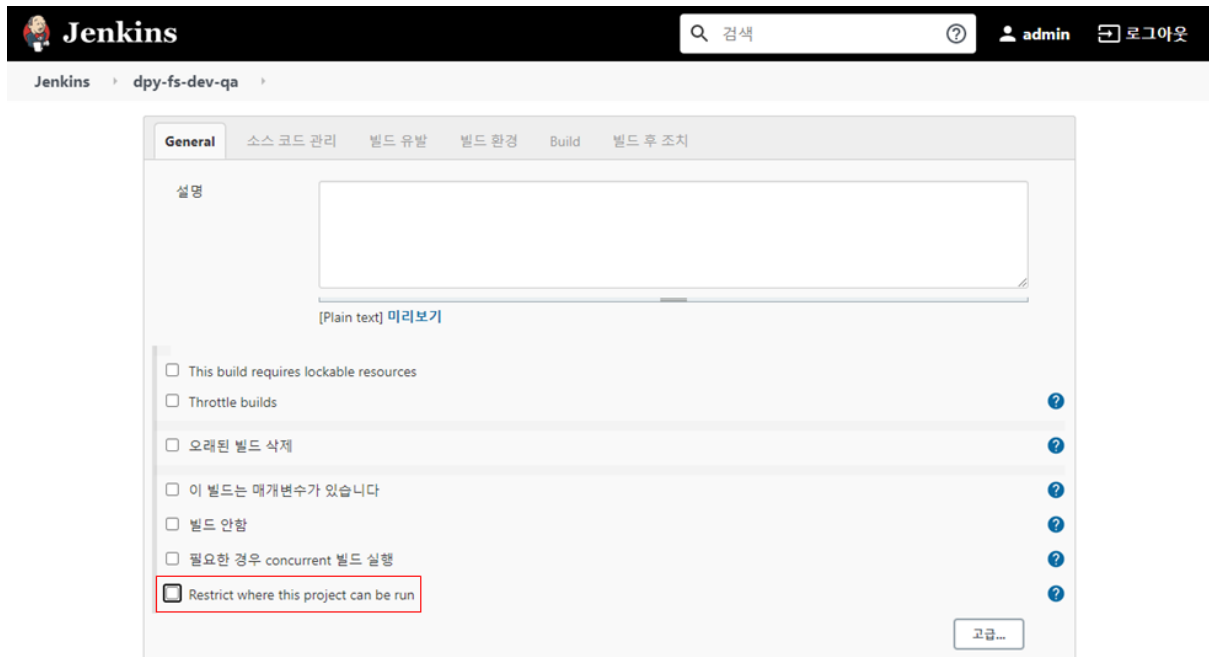 Jenkins 검색 admin 로그아웃
Jenkins dpy-fs-dev-qa
General 소스 코드 관리 빌드 유발 빌드 환경 Build 빌드 후 조치
설명
[Plain text] 미리보기
This build requires lockable resources
Throttle builds
오래된 빌드 삭제
이 빌드는 매개변수가 있습니다
빌드 안함
필요한 경우 concurrent 빌드 실행
Restrict where this project can be run
고급...